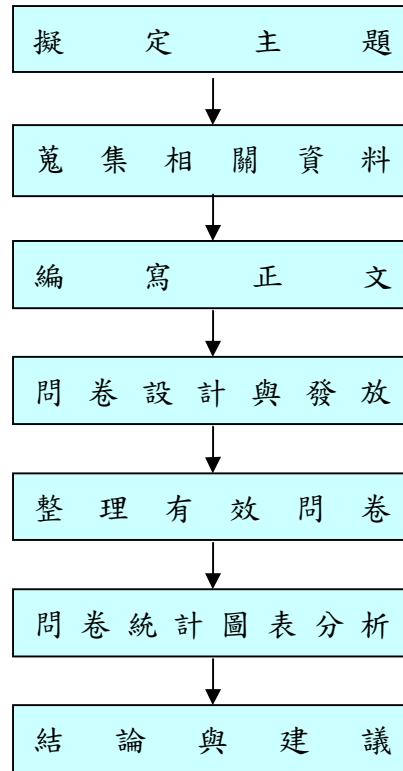 擬定主題
蒐集相關資料
編寫正文
問卷設計與發放
整理有效問卷
問卷統計圖表分析
結論與建議